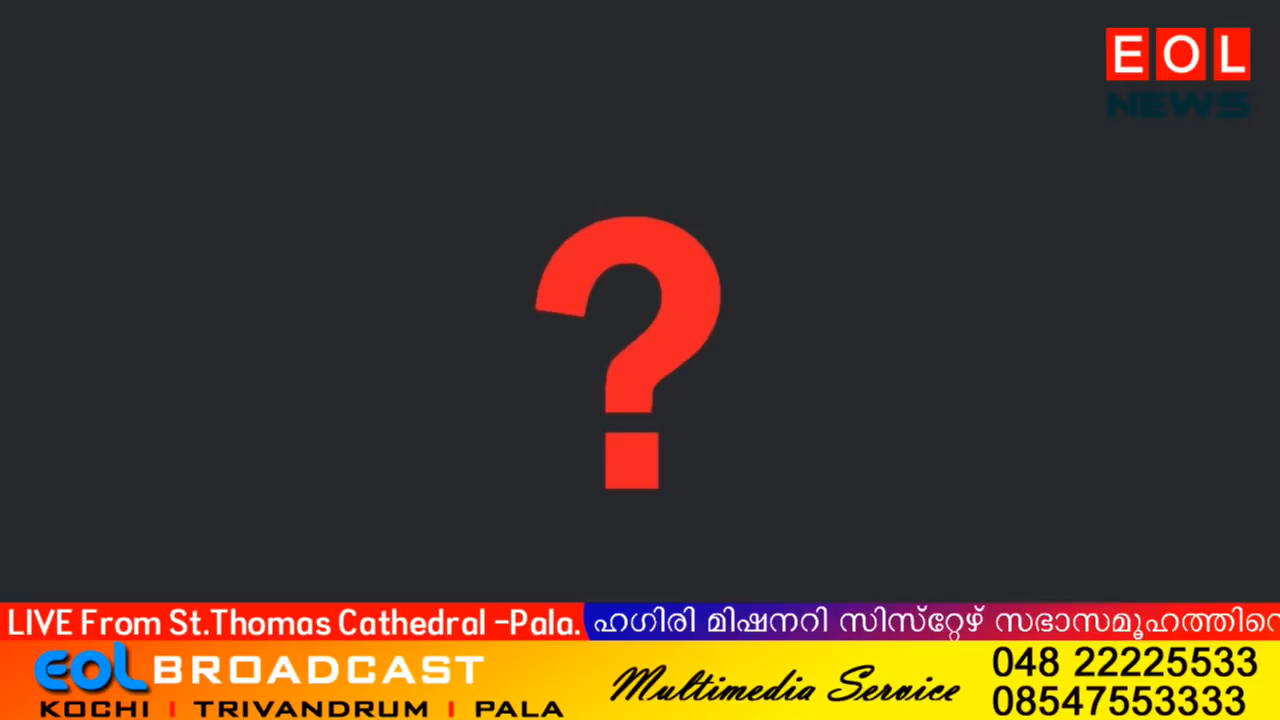 EOL
NEWS
?
LIVE From St.Thomas Cathedral -Pala.
ഹഗിരി മിഷനറി സിസ്റ്റേഴ് സഭാസമൂഹത്തിന
EOL BROADCAST
KOCHI | TRIVANDRUM | PALA
Multimedia Service
048 22225533
08547553333